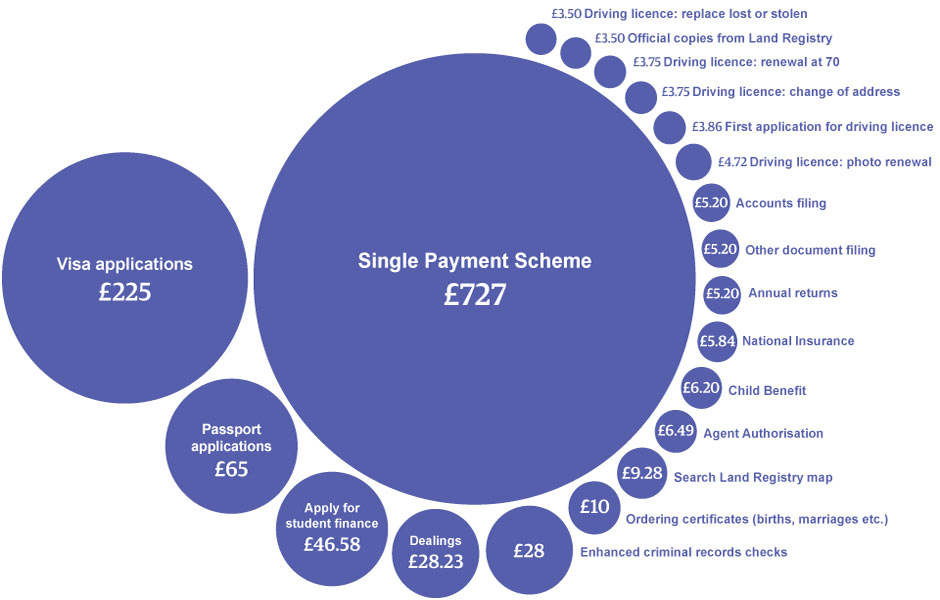 £3.50 Driving licence: replace lost or stolen
£3.50 Official copies from Land Registry
£3.75 Driving licence: renewal at 70
£3.75 Driving licence: change of address
£3.86 First application for driving licence
£4.72 Driving licence: photo renewal
£5.20 Accounts filing
£5.20 Other document filing
£5.20 Annual returns
£5.84 National Insurance
£6.20 Child Benefit
£6.49 Agent Authorisation
£9.28 Search Land Registry map
£10 Ordering certificates (births, marriages etc.)
£28 Enhanced criminal records checks
Dealings
£28.23
Apply for
student finance
£46.58
Passport
applications
£65
Visa applications
£225
Single Payment Scheme
£727